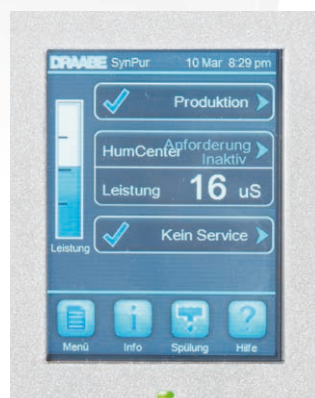 DRAABE SynPur 10 Mar 8:29 pm
Produktion
HumCenter Anforderung
Inaktiv
Leistung 16 uS
Kein Service
Leistung
Menü Info Spülung Hilfe